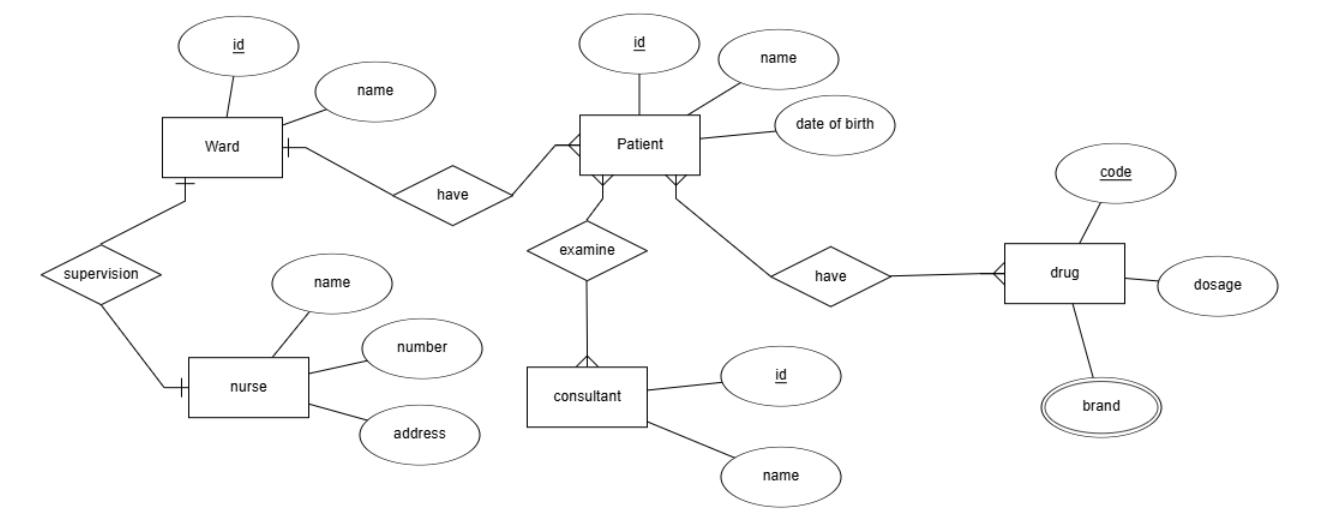 id
name
Ward
have
id
name
date of birth
Patient
code
examine
have
drug
dosage
supervision
name
number
nurse
address
consultant
id
name
brand